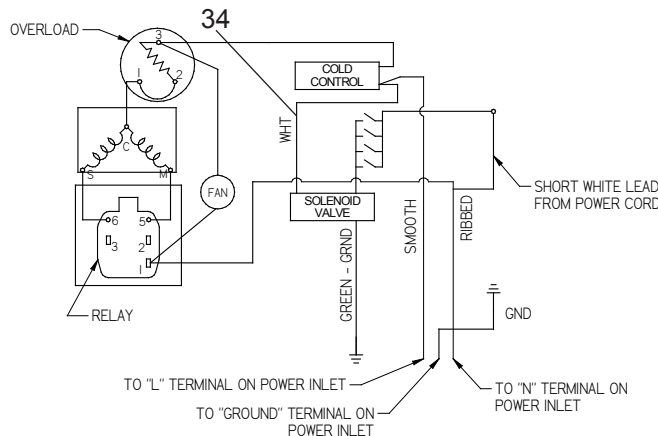 OVERLOAD
34
3
1
2
COLD
CONTROL
C
S
M
WHT
FAN
SOLENOID
VALVE
SMOOTH
RIBBED
SHORT WHITE LEAD
FROM POWER CORD
6
5
3
2
1
GREEN - GRND
RELAY
GND
TO "L" TERMINAL ON POWER INLET
TO "GROUND" TERMINAL ON
POWER INLET
TO "N" TERMINAL ON
POWER INLET